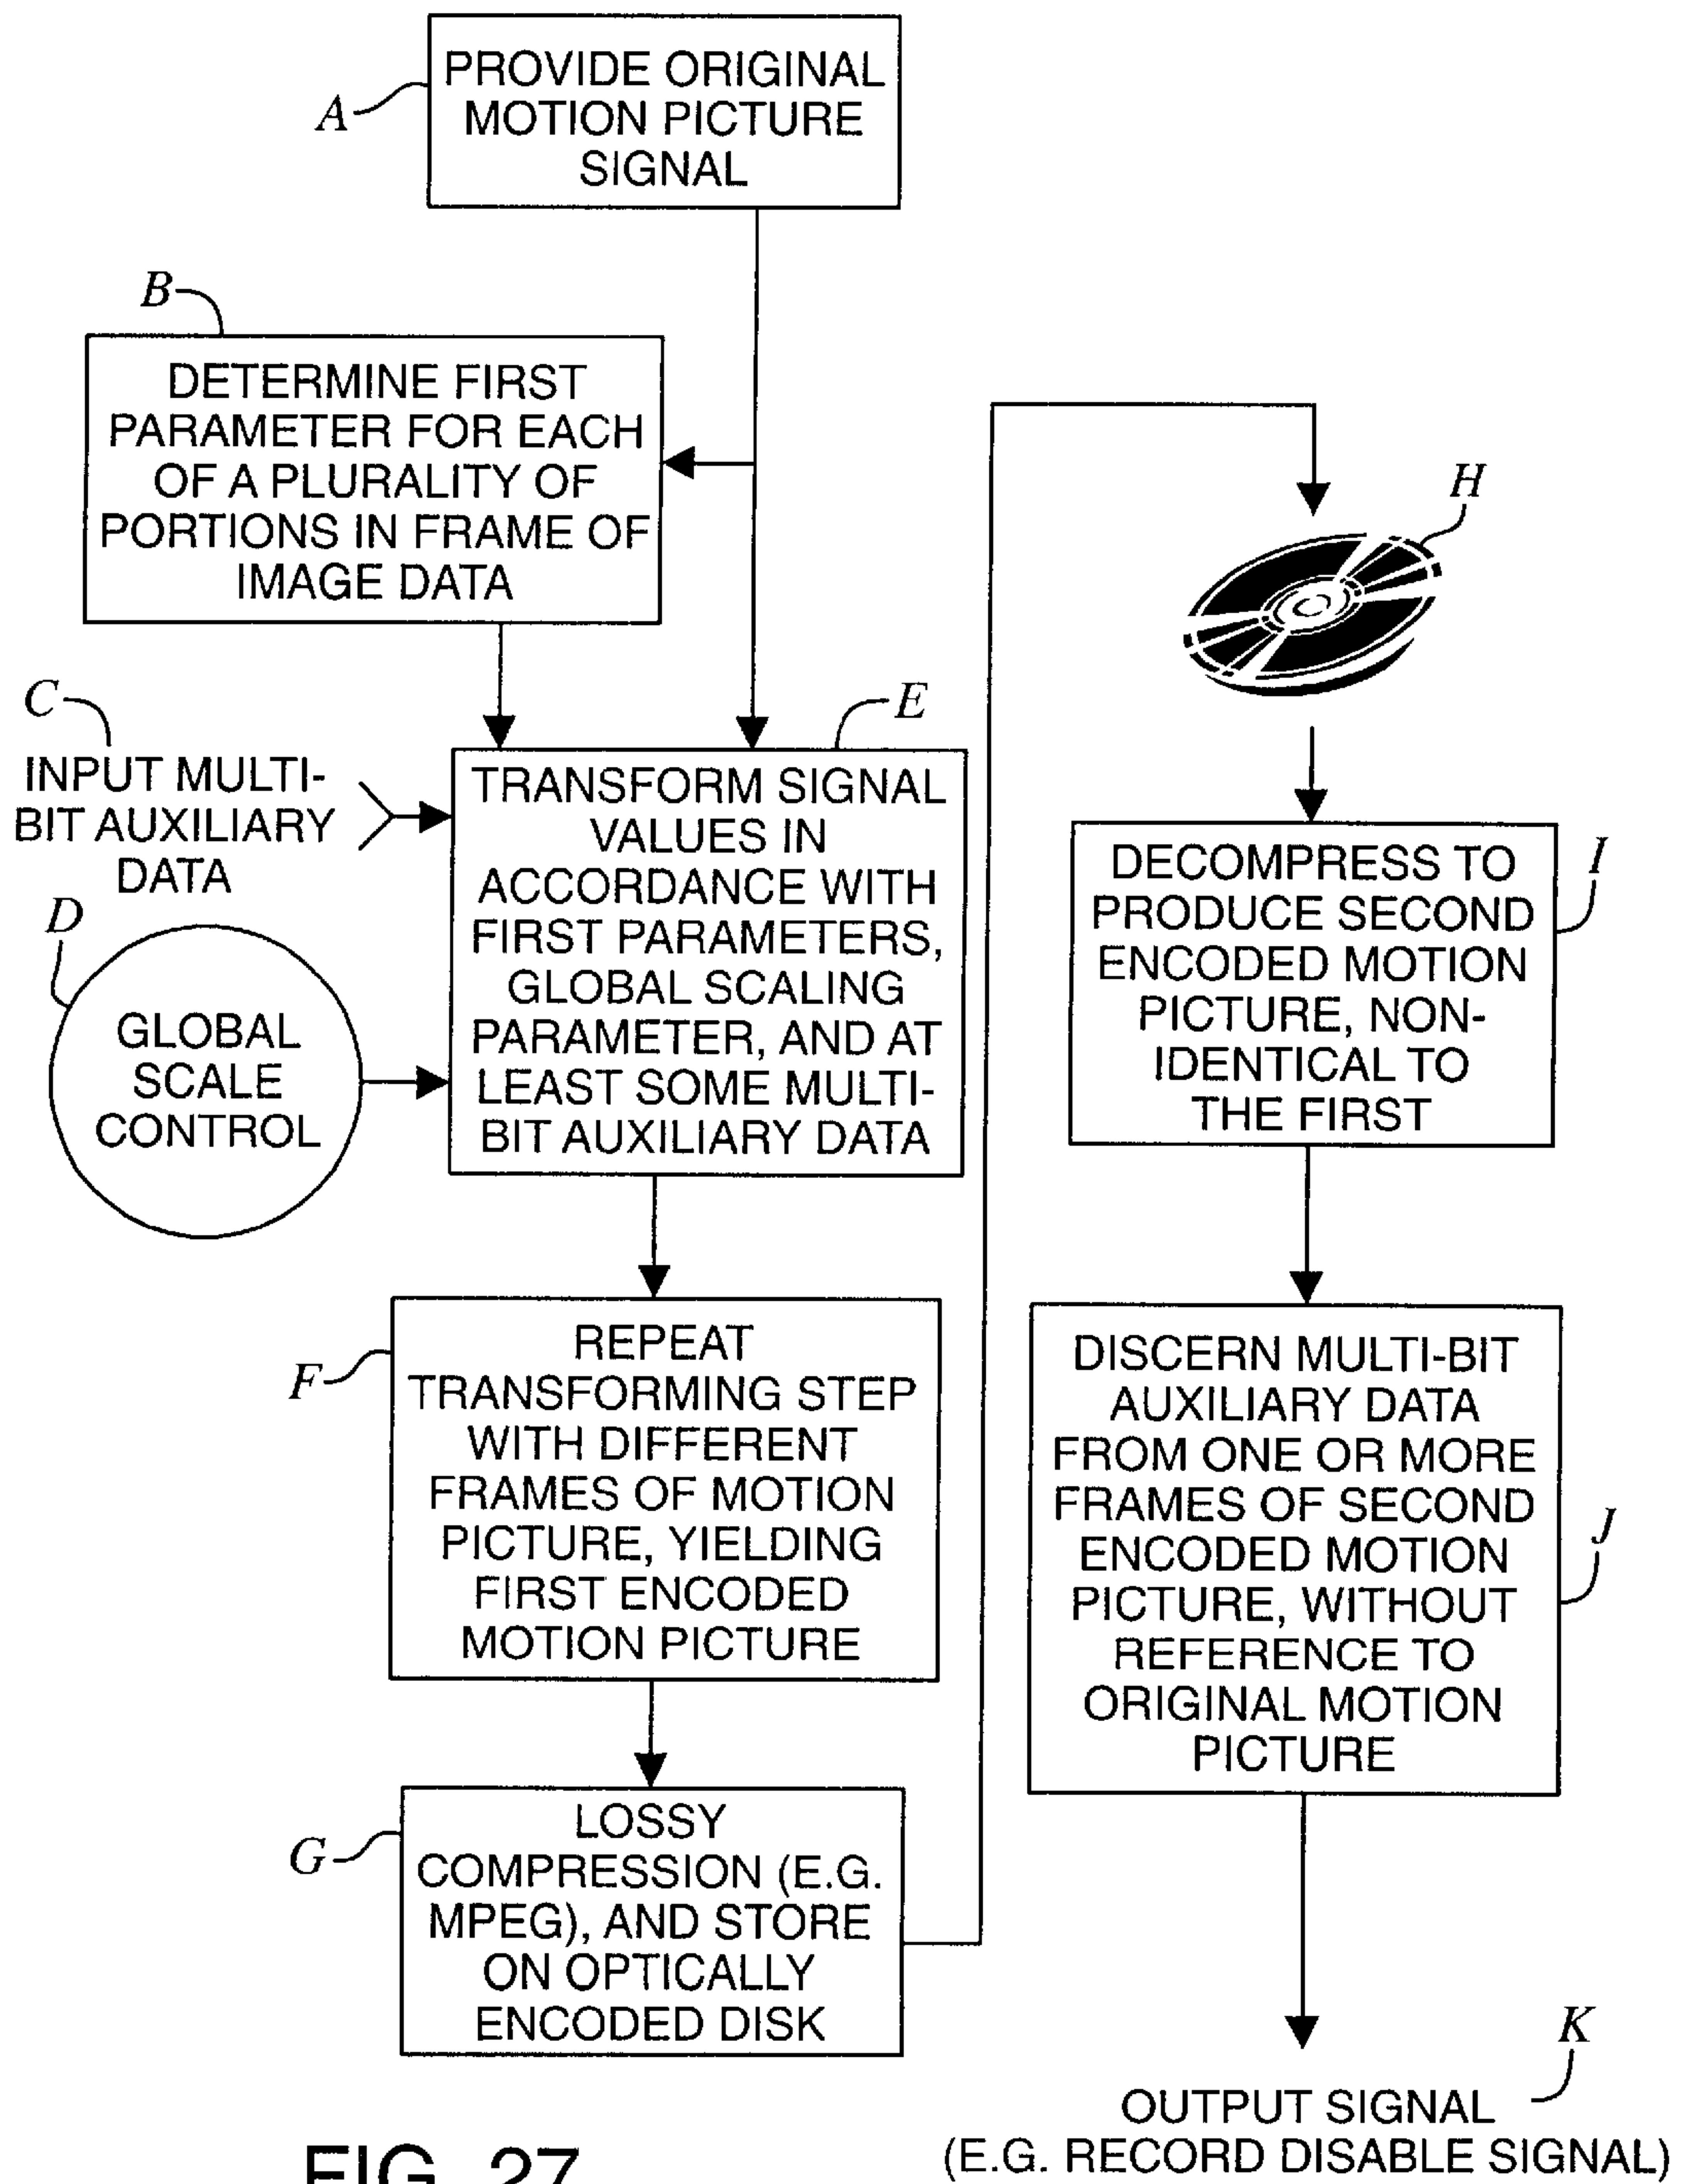 PROVIDE ORIGINAL
MOTION PICTURE
SIGNAL
A
B
DETERMINE FIRST
PARAMETER FOR EACH
OF A PLURALITY OF
PORTIONS IN FRAME OF
IMAGE DATA
C
INPUT MULTI-
BIT AUXILIARY
DATA
D
GLOBAL
SCALE
CONTROL
E
TRANSFORM SIGNAL
VALUES IN
ACCORDANCE WITH
FIRST PARAMETERS,
GLOBAL SCALING
PARAMETER, AND AT
LEAST SOME MULTI-
BIT AUXILIARY DATA
F
REPEAT
TRANSFORMING STEP
WITH DIFFERENT
FRAMES OF MOTION
PICTURE, YIELDING
FIRST ENCODED
MOTION PICTURE
G
LOSSY
COMPRESSION (E.G.
MPEG), AND STORE
ON OPTICALLY
ENCODED DISK
H
I
DECOMPRESS TO
PRODUCE SECOND
ENCODED MOTION
PICTURE, NON-
IDENTICAL TO
THE FIRST
J
DISCERN MULTI-BIT
AUXILIARY DATA
FROM ONE OR MORE
FRAMES OF SECOND
ENCODED MOTION
PICTURE, WITHOUT
REFERENCE TO
ORIGINAL MOTION
PICTURE
K
OUTPUT SIGNAL
(E.G. RECORD DISABLE SIGNAL)
FIG. 27